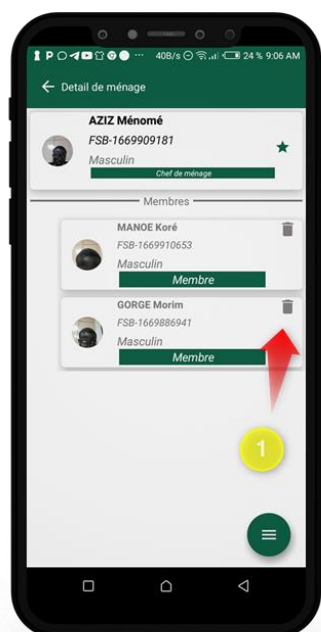 40B/s 24 % 9:06 AM
Detail de ménage
AZIZ Ménomé
FSB-1669909181
Masculin
Chef de ménage
Membres
MANOE Koré
FSB-1669910653
Masculin
Membre
GORGE Morim
FSB-1669886941
Masculin
Membre
1